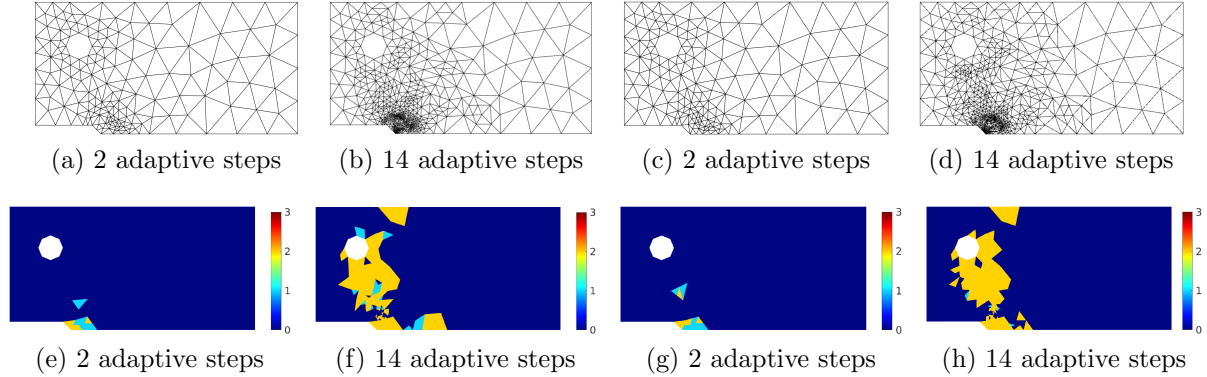 (a) 2 adaptive steps
(b) 14 adaptive steps
(c) 2 adaptive steps
(d) 14 adaptive steps
3
2
1
0
3
2
1
0
3
2
1
0
3
2
1
0
(e) 2 adaptive steps
(f) 14 adaptive steps
(g) 2 adaptive steps
(h) 14 adaptive steps